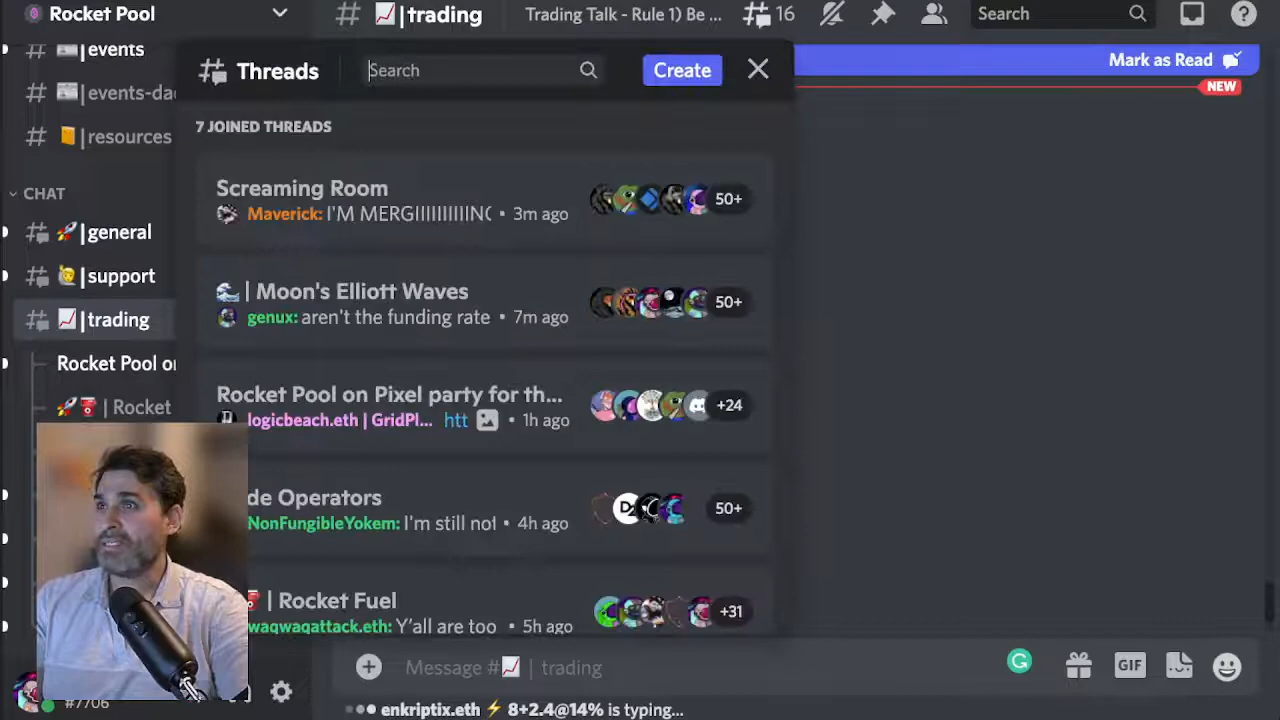 Rocket Pool
📈|trading
Trading Talk - Rule 1) Be ...
16
Search
|events
|events-da
|resources
CHAT
|general
|support
📈|trading
Rocket Pool o
| Rocket
#7706
Threads
Search
Create
7 JOINED THREADS
Screaming Room
Maverick: I'M MERGIIIIIIIIN • 3m ago
50+
| Moon's Elliott Waves
genux: aren't the funding rate • 7m ago
50+
Rocket Pool on Pixel party for th...
logicbeach.eth | GridPl... htt • 1h ago
+24
de Operators
NonFungibleYokem: I'm still not • 4h ago
50+
| Rocket Fuel
waqwaqattack.eth: Y'all are too • 5h ago
+31
Mark as Read
NEW
Message #📈 | trading
GIF
enkriptix.eth ⚡ 8+2.4@14% is typing...